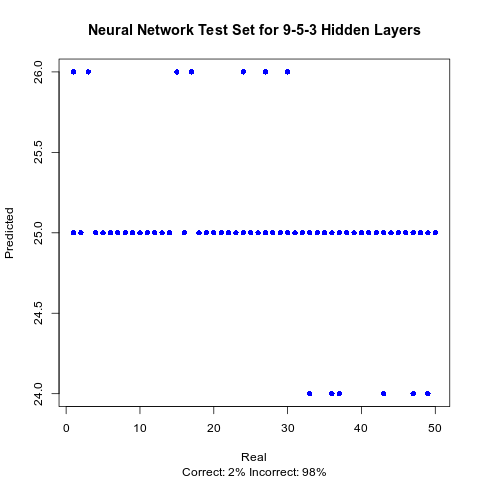 Neural Network Test Set for 9-5-3 Hidden Layers
26.0
25.5
25.0
24.5
24.0
Predicted
0 10 20 30 40 50
Real
Correct: 2% Incorrect: 98%